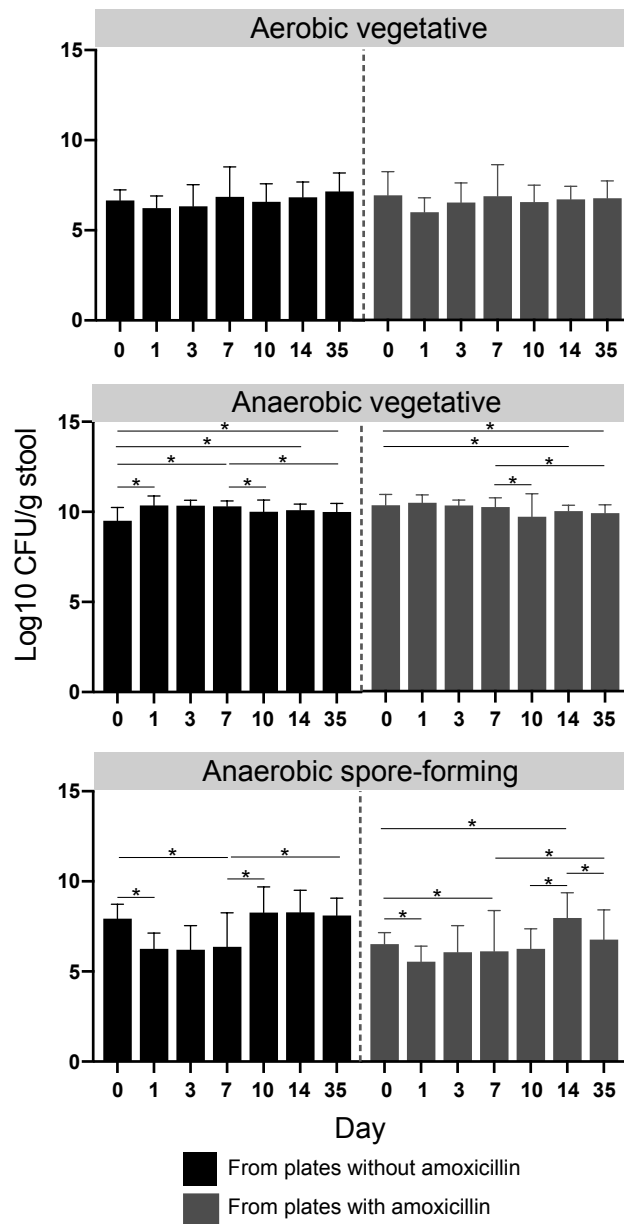 Aerobic vegetative
15
10
5
0
0 1 3 7 10 14 35 0 1 3 7 10 14 35
Anaerobic vegetative
15
10
5
0
* * * * * * * * * *
0 1 3 7 10 14 35 0 1 3 7 10 14 35
Log10 CFU/g stool
Anaerobic spore-forming
15
10
5
0
* * * * * * * * * *
0 1 3 7 10 14 35 0 1 3 7 10 14 35
Day
From plates without amoxicillin
From plates with amoxicillin